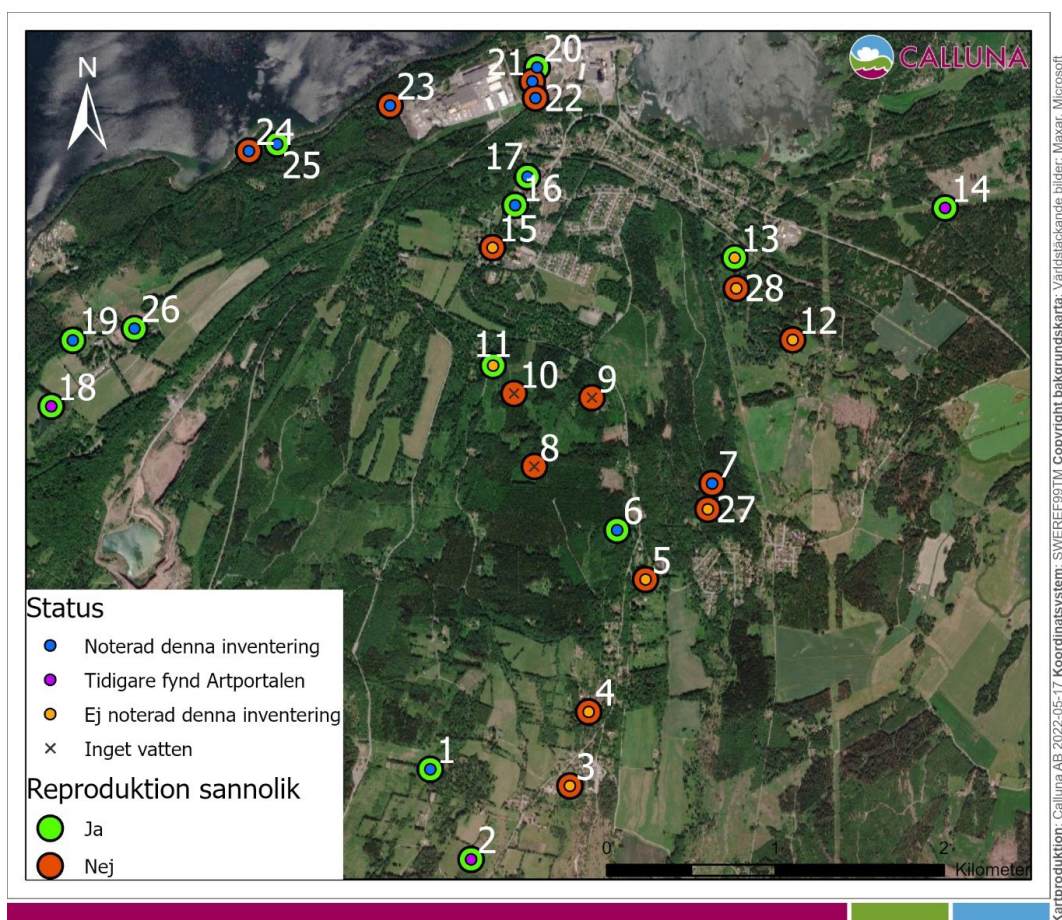 CALLUNA
N
20
21
22
23
24
25
17
16
15
14
13
28
12
19
26
18
11
10
9
8
7
27
6
5
4
1
3
2
Status
Noterad denna inventering
Tidigare fynd Artportalen
Ej noterad denna inventering
Inget vatten
Reproduktion sannolik
Ja
Nej
0 2
Kilometer
Kartproduktion: Calluna AB 2022-05-17 Koordinatsystem: SWEREF99TM Copyright bakgrundskarta: Världstäckande bilder: Maxar, Microsoft